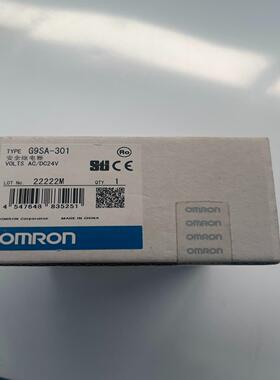 TYPE G9SA-301
安全继电器
VOLTS AC/DC24V
LOT No. 22222M QTY 1
OMRON Corporation MADE IN CHINA
4 547648 835251
OMRON
OMRON
OMRON
OMRON
OMRON